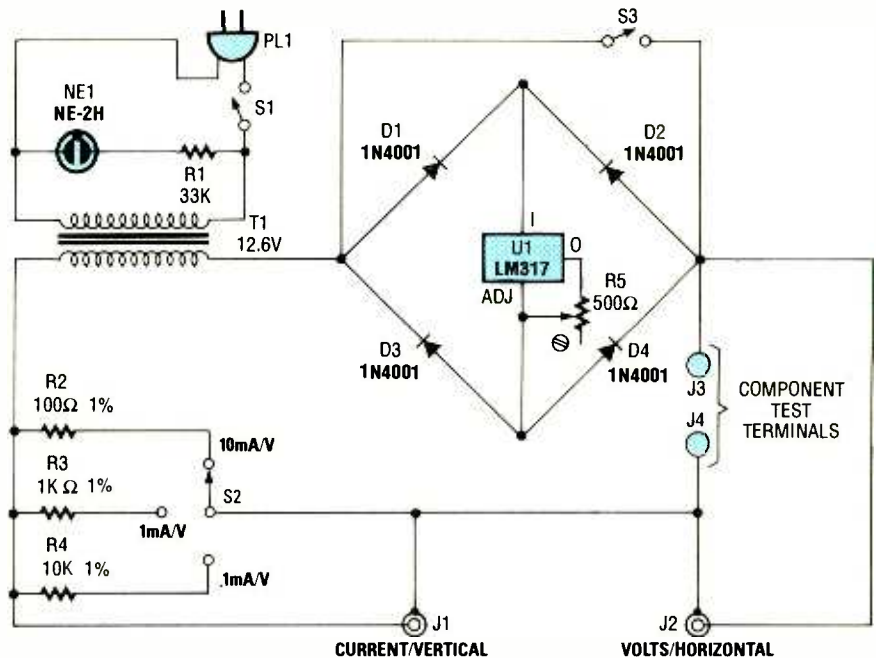 S3
PL1
NE1
NE-2H
S1
D1
1N4001
D2
1N4001
R1
33K
T1
12.6V
I
U1
LM317
O
ADJ
R5
500Ω
D3
1N4001
D4
1N4001
J3
J4
COMPONENT
TEST
TERMINALS
R2
100Ω 1%
10mA/V
R3
1KΩ 1%
S2
1mA/V
R4
10K 1%
.1mA/V
J1
J2
CURRENT/VERTICAL
VOLTS/HORIZONTAL